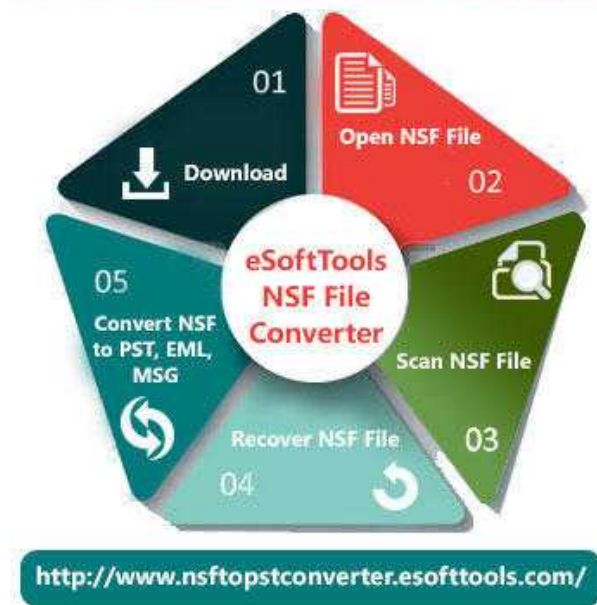 01
Download
Open NSF File
02
eSoftTools
NSF File
Converter
Scan NSF File
03
Recover NSF File
04
05
Convert NSF
to PST, EML,
MSG
http://www.nsftopstconverter.esofttools.com/